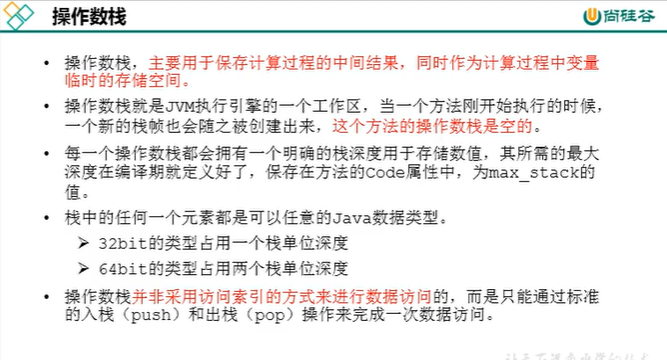 操作数栈
尚硅谷
• 操作数栈，主要用于保存计算过程的中间结果，同时作为计算过程中变量
临时的存储空间。
• 操作数栈就是JVM执行引擎的一个工作区，当一个方法刚开始执行的时候，
一个新的栈帧也会随之被创建出来，这个方法的操作数栈是空的。
• 每一个操作数栈都会拥有一个明确的栈深度用于存储数值，其所需的最大
深度在编译期就定义好了，保存在方法的Code属性中，为max_stack的
值。
• 栈中的任何一个元素都是可以任意的Java数据类型。
➢ 32bit的类型占用一个栈单位深度
➢ 64bit的类型占用两个栈单位深度
• 操作数栈并非采用访问索引的方式来进行数据访问的，而是只能通过标准
的入栈（push）和出栈（pop）操作来完成一次数据访问。